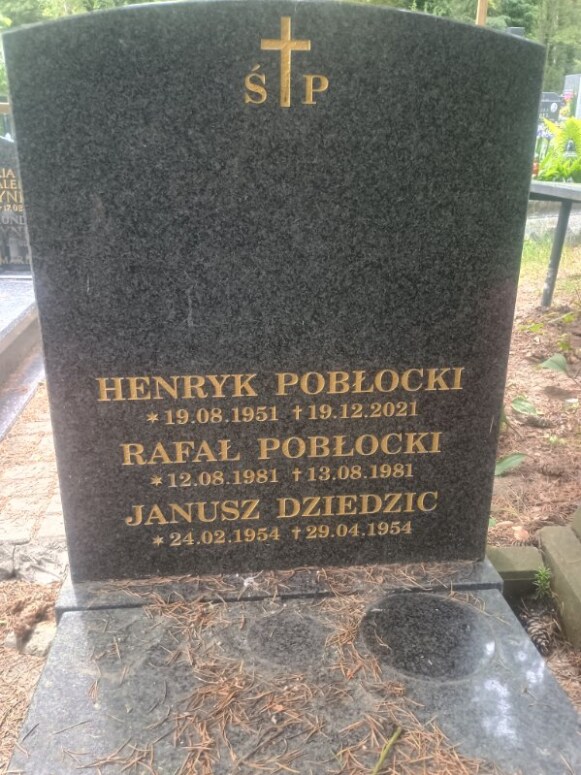 Ś P
HENRYK POBŁOCKI
* 19.08.1951 † 19.12.2021
RAFAŁ POBŁOCKI
* 12.08.1981 † 13.08.1981
JANUSZ DZIEDZIC
* 24.02.1954 † 29.04.1954